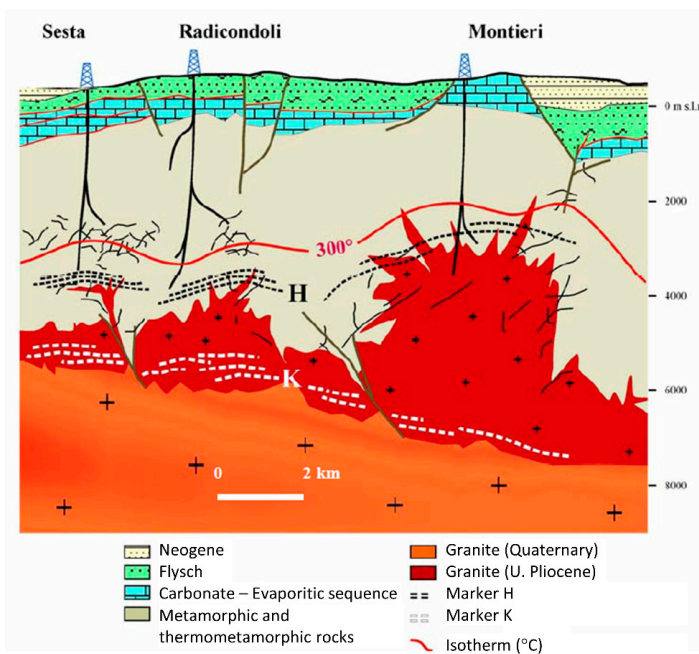 Sesta Radicondoli Montieri
0 m s.l.
2000
300°
H
4000
K
6000
0 2 km
8000
Neogene
Flysch
Carbonate – Evaporitic sequence
Metamorphic and
thermometamorphic rocks
Granite (Quaternary)
Granite (U. Pliocene)
Marker H
Marker K
Isotherm (°C)